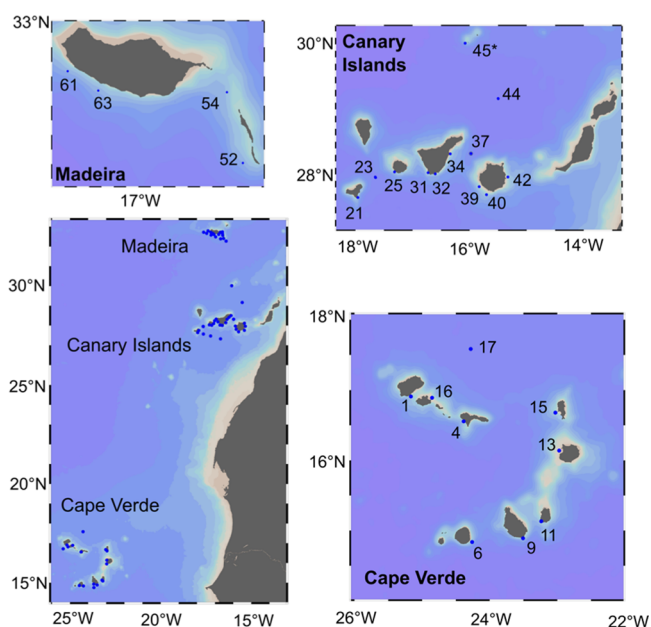 33°N
61
63
54
52
Madeira
17°W
30°N
Canary
Islands
45*
44
37
34
23
25
31
32
42
39
40
21
28°N
18°W
16°W
14°W
Madeira
30°N
Canary Islands
25°N
20°N
Cape Verde
15°N
25°W
20°W
15°W
18°N
17
16
1
4
15
13
16°N
11
9
6
Cape Verde
26°W
24°W
22°W